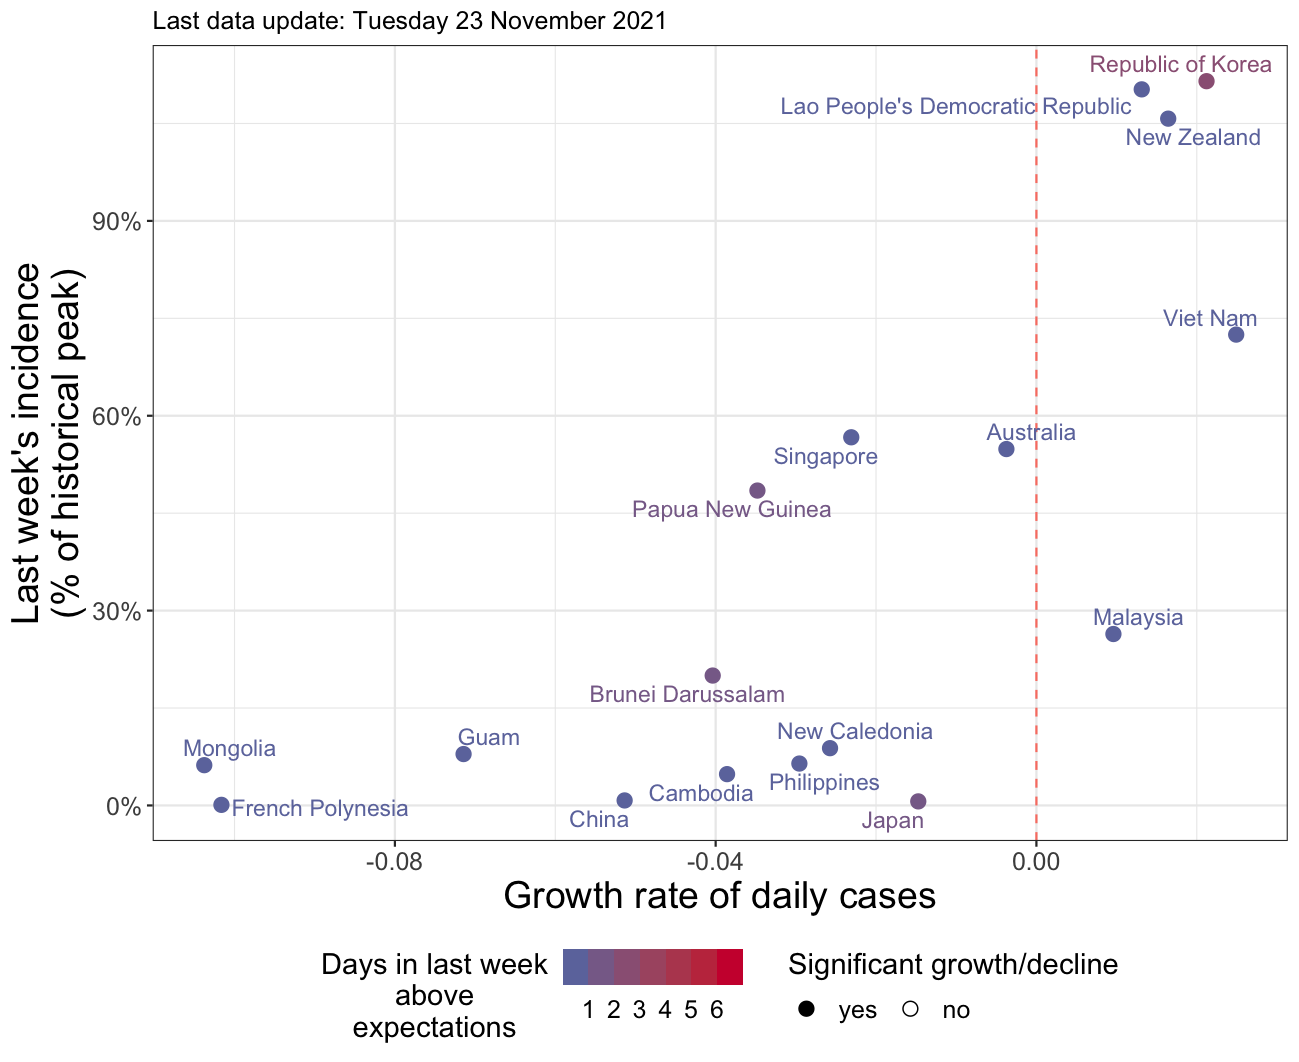 Last data update: Tuesday 23 November 2021
Republic of Korea
Lao People's Democratic Republic
New Zealand
90%
Viet Nam
60%
Australia
Singapore
Papua New Guinea
30%
Malaysia
Brunei Darussalam
New Caledonia
Guam
Mongolia
Philippines
Cambodia
French Polynesia
0%
China
Japan
Last week's incidence
(% of historical peak)
-0.08 -0.04 0.00
Growth rate of daily cases
Days in last week
above
expectations
1 2 3 4 5 6
Significant growth/decline
yes no